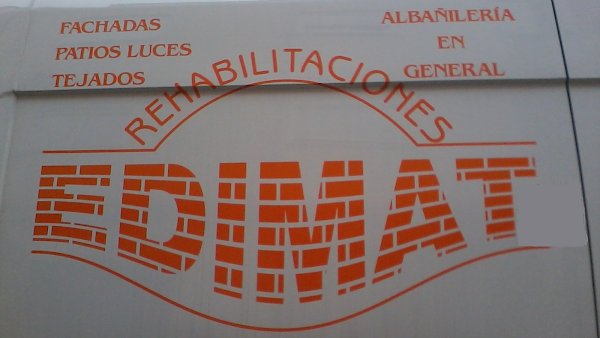 FACHADAS
PATIOS LUCES
TEJADOS
ALBAÑILERÍA
EN
GENERAL
REHABILITACIONES
EDIMAT